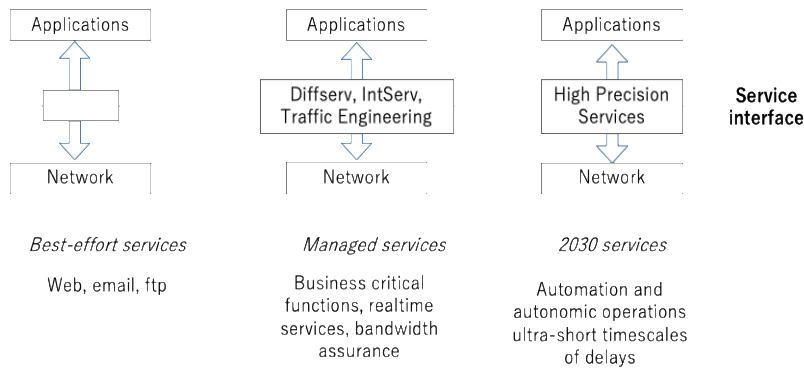 Applications
Applications
Applications
Diffserv, IntServ,
Traffic Engineering
High Precision
Services
Service
interface
Network
Network
Network
Best-effort services
Managed services
2030 services
Web, email, ftp
Business critical
functions, realtime
services, bandwidth
assurance
Automation and
autonomic operations
ultra-short timescales
of delays